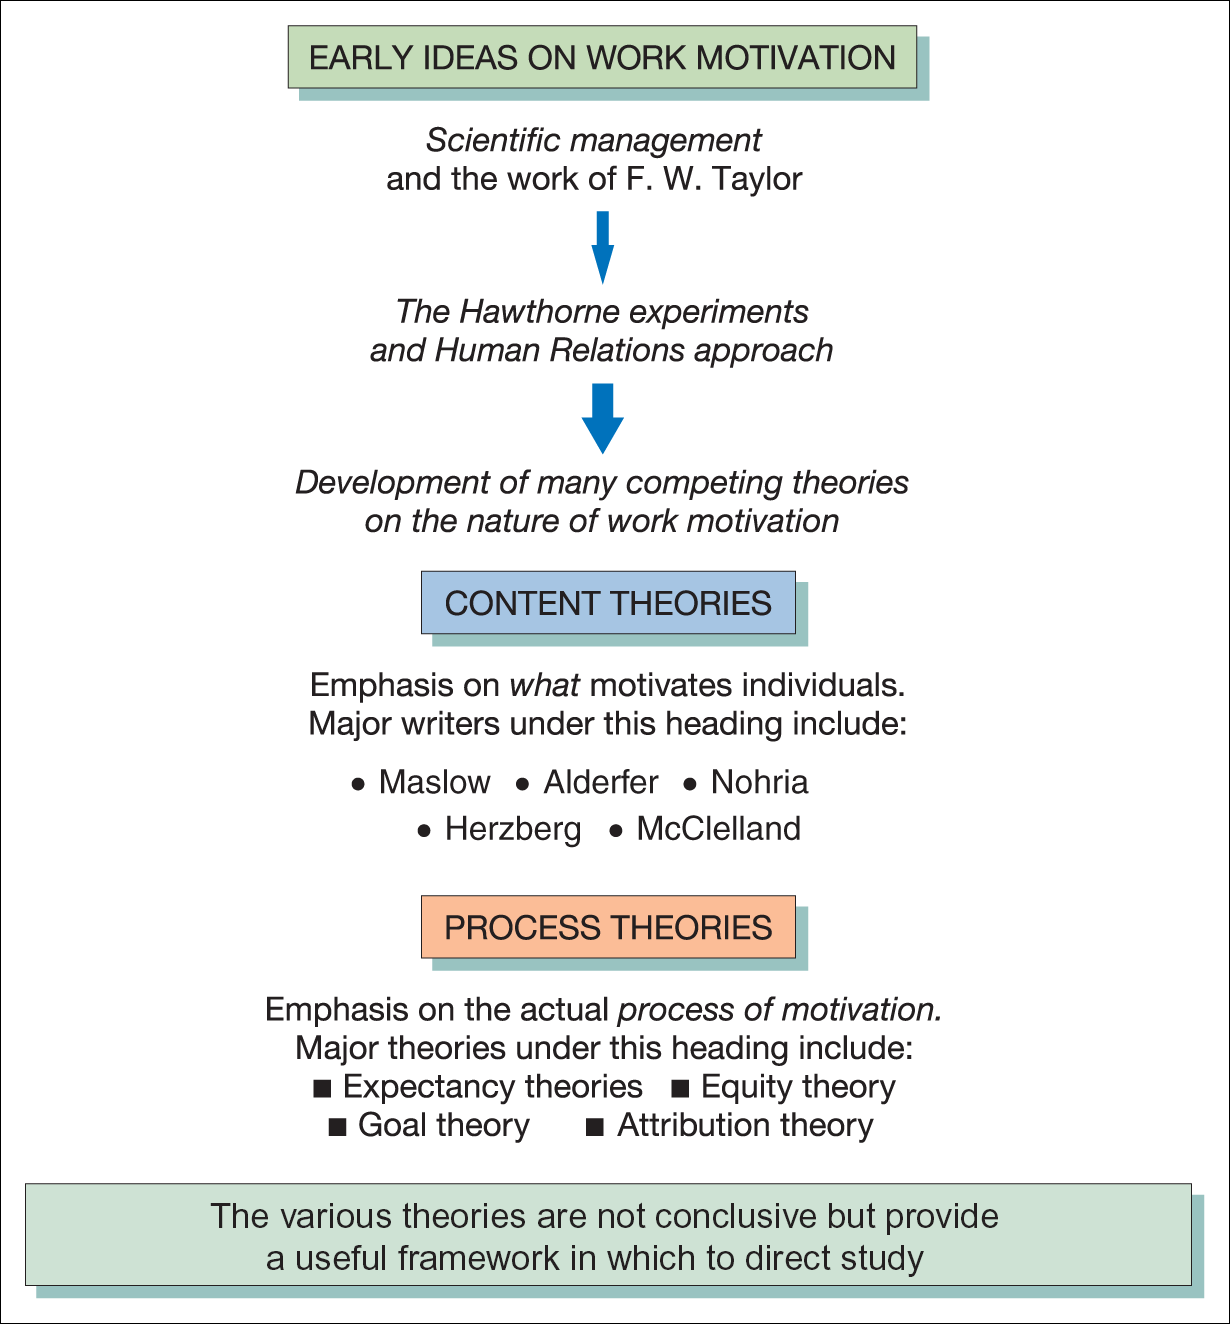 EARLY IDEAS ON WORK MOTIVATION
Scientific management
and the work of F. W. Taylor
The Hawthorne experiments
and Human Relations approach
Development of many competing theories
on the nature of work motivation
CONTENT THEORIES
Emphasis on what motivates individuals.
Major writers under this heading include:
• Maslow • Alderfer • Nohria
• Herzberg • McClelland
PROCESS THEORIES
Emphasis on the actual process of motivation.
Major theories under this heading include:
■ Expectancy theories ■ Equity theory
■ Goal theory ■ Attribution theory
The various theories are not conclusive but provide
a useful framework in which to direct study